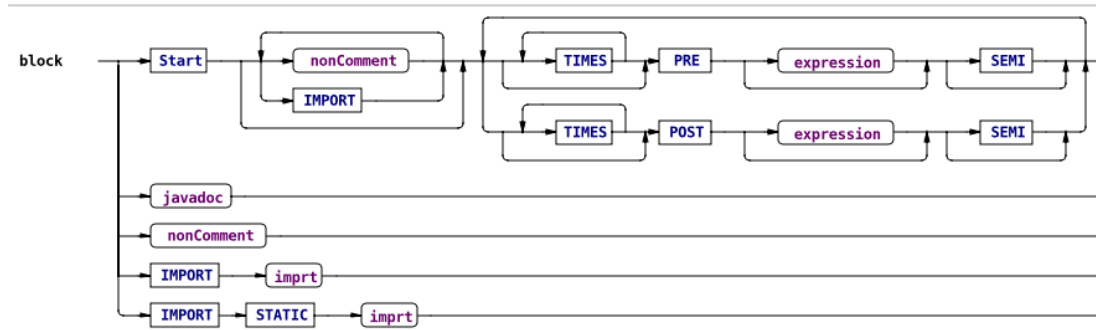 block Start nonComment TIMES PRE expression SEMI
IMPORT
TIMES POST expression SEMI
javadoc
nonComment
IMPORT imprt
IMPORT STATIC imprt